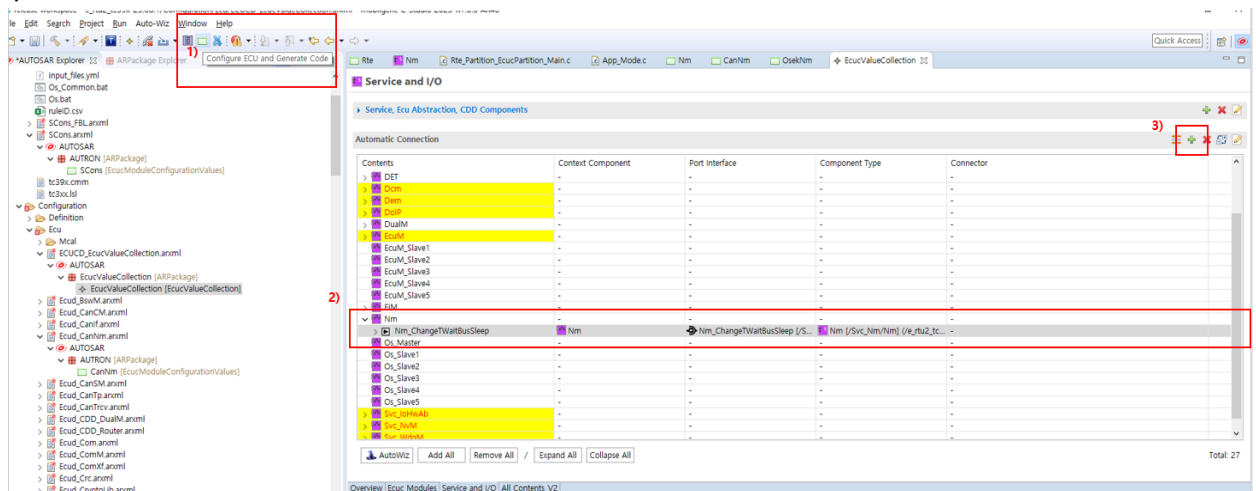 le Edit Search Project Run Auto-Wiz Window Help
1)
Configure ECU and Generate Code
Quick Access
*AUTOSAR Explorer
ARPackage Explorer
Rte
Nm
Rte_Partition_EcucPartition_Main.c
App_Mode.c
Nm
CanNm
OsekNm
EcucValueCollection
input_files.yml
Os_Common.bat
Os.bat
ruleID.csv
SCons_FBL.arxml
SCons.arxml
AUTOSAR
AUTRON [ARPackage]
SCons [EcucModuleConfigurationValues]
tc39x.cmm
tc3xx.lsl
Configuration
Definition
Ecu
Mcal
ECUCD_EcucValueCollection.arxml
AUTOSAR
EcucValueCollection [ARPackage]
EcucValueCollection [EcucValueCollection]
Ecud_BswM.arxml
Ecud_CanCM.arxml
Ecud_CanIf.arxml
Ecud_CanNm.arxml
AUTOSAR
AUTRON [ARPackage]
CanNm [EcucModuleConfigurationValues]
Ecud_CanSM.arxml
Ecud_CanTp.arxml
Ecud_CanTrcv.arxml
Ecud_CDD_DualM.arxml
Ecud_CDD_Router.arxml
Ecud_Com.arxml
Ecud_ComM.arxml
Ecud_ComXf.arxml
Ecud_Crc.arxml
Ecud_CryptoLib.arxml
Service and I/O
Service, Ecu Abstraction, CDD Components
3)
Automatic Connection
Contents Context Component Port Interface Component Type Connector
DET - - - -
Dcm - - - -
Dem - - - -
DoIP - - - -
DualM - - - -
EcuM - - - -
EcuM_Slave1 - - - -
EcuM_Slave2 - - - -
EcuM_Slave3 - - - -
EcuM_Slave4 - - - -
EcuM_Slave5 - - - -
2)
FiM - - - -
Nm - - - -
Nm_ChangeTWaitBusSleep Nm Nm_ChangeTWaitBusSleep [/S... Nm [/Svc_Nm/Nm] (/e_rtu2_tc... -
Os_Master - - - -
Os_Slave1 - - - -
Os_Slave2 - - - -
Os_Slave3 - - - -
Os_Slave4 - - - -
Os_Slave5 - - - -
Svc_IoHwAb - - - -
Svc_NvM - - - -
Svc_WdgM - - - -
AutoWiz Add All Remove All / Expand All Collapse All Total: 27
Overview Ecuc Modules Service and I/O All Contents V2